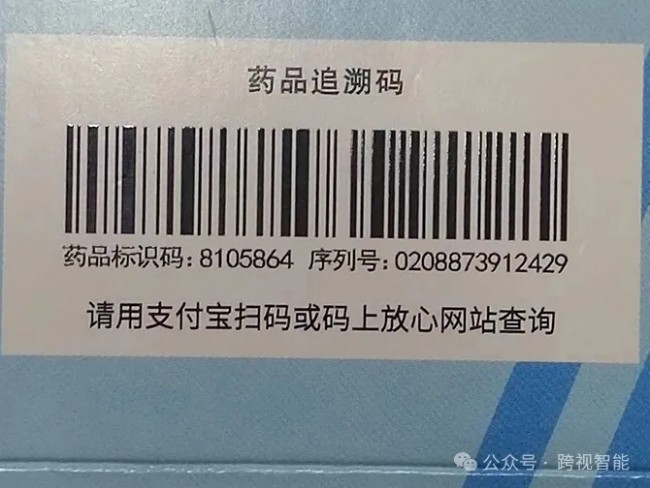 药品追溯码
药品标识码:8105864 序列号:0208873912429
请用支付宝扫码或码上放心网站查询
公众号·跨视智能